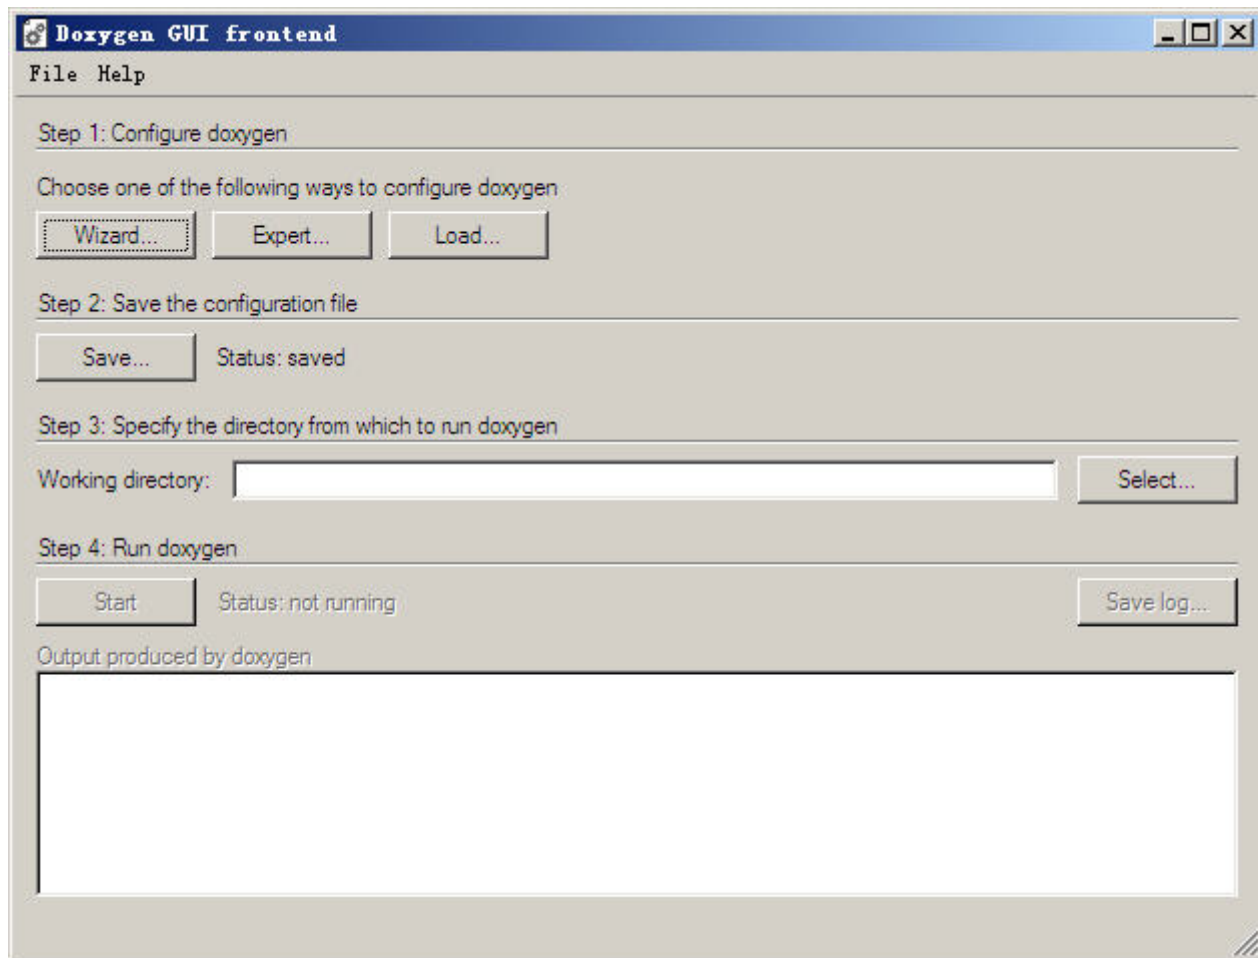 Doxygen GUI frontend
File Help
Step 1: Configure doxygen
Choose one of the following ways to configure doxygen
Wizard... Expert... Load...
Step 2: Save the configuration file
Save... Status: saved
Step 3: Specify the directory from which to run doxygen
Working directory: Select...
Step 4: Run doxygen
Start Status: not running Save log...
Output produced by doxygen